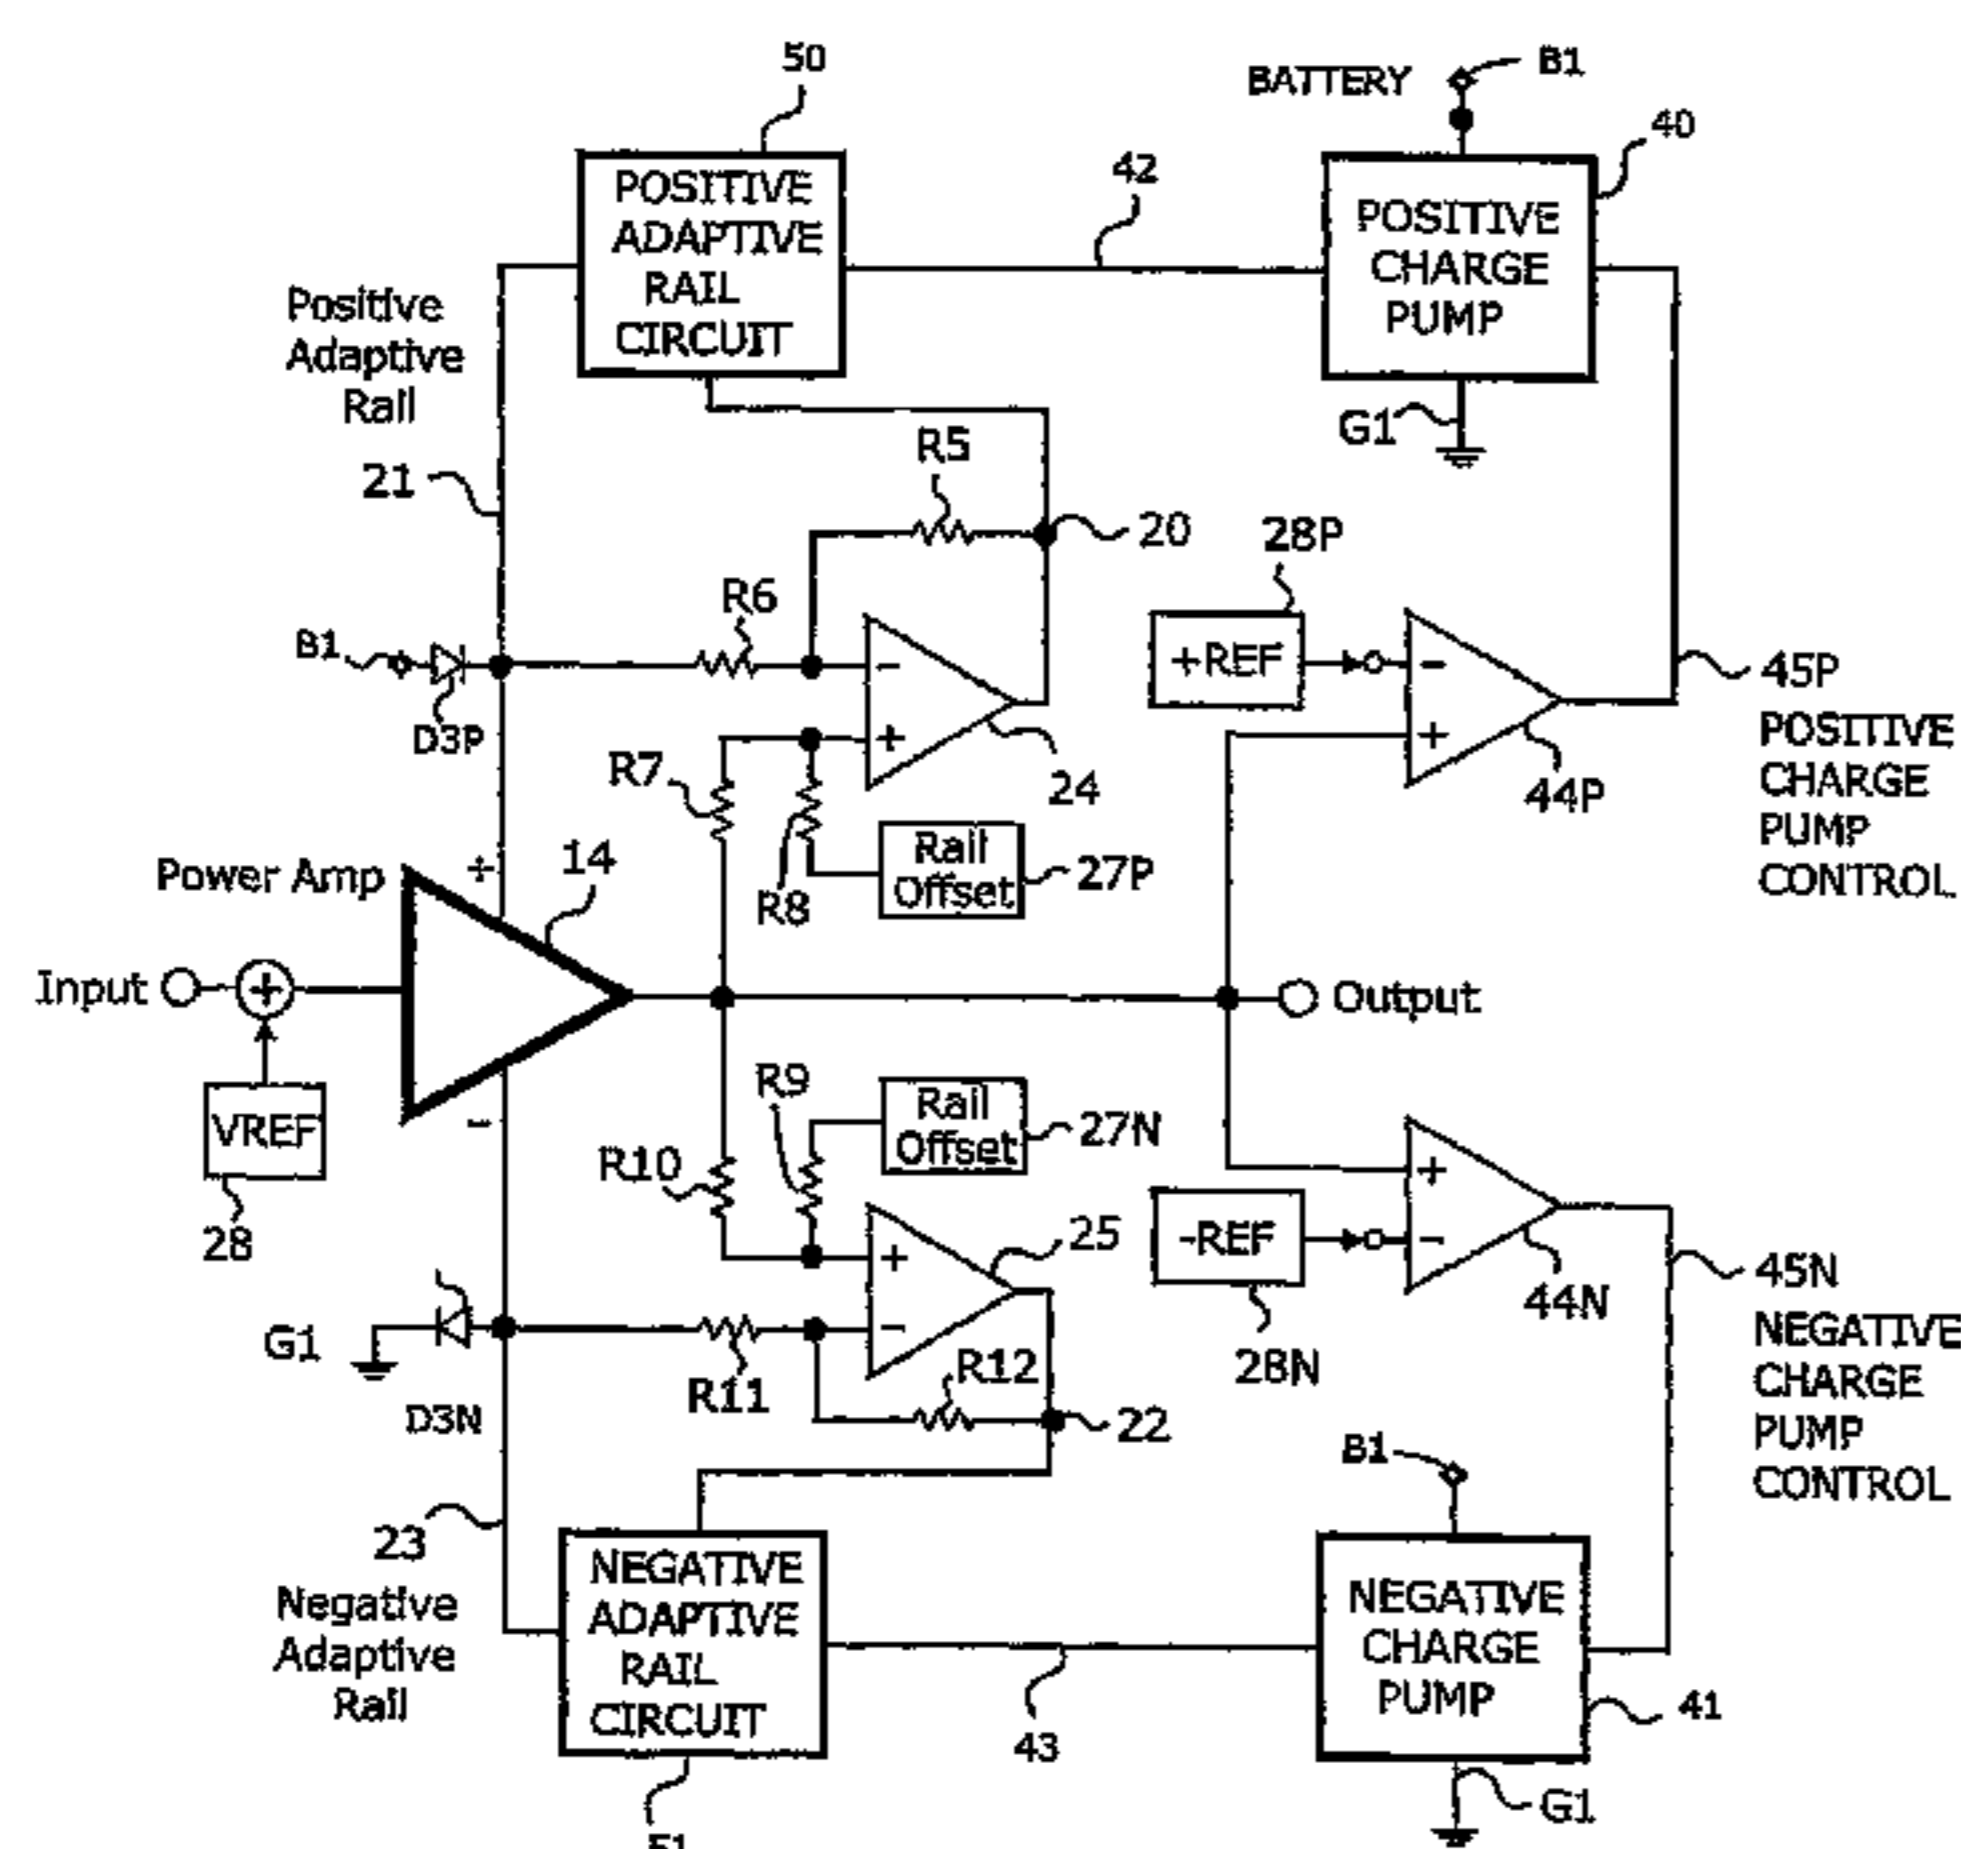 50
BATTERY
B1
40
42
POSITIVE
ADAPTIVE
RAIL
CIRCUIT
POSITIVE
CHARGE
PUMP
Positive
Adaptive
Rail
G1
R5
21
20
28P
R6
B1
+REF
-
-
45P
D3P
+
+
POSITIVE
CHARGE
PUMP
CONTROL
R7
24
44P
Rail
Offset
27P
Power Amp
+
14
R8
Input
+
Output
R9
Rail
Offset
27N
VREF
-
R10
+
+
28
25
-REF
-
45N
G1
-
44N
NEGATIVE
CHARGE
PUMP
CONTROL
R11
R12
28N
D3N
22
B1
23
NEGATIVE
ADAPTIVE
RAIL
CIRCUIT
NEGATIVE
CHARGE
PUMP
Negative
Adaptive
Rail
43
41
G1